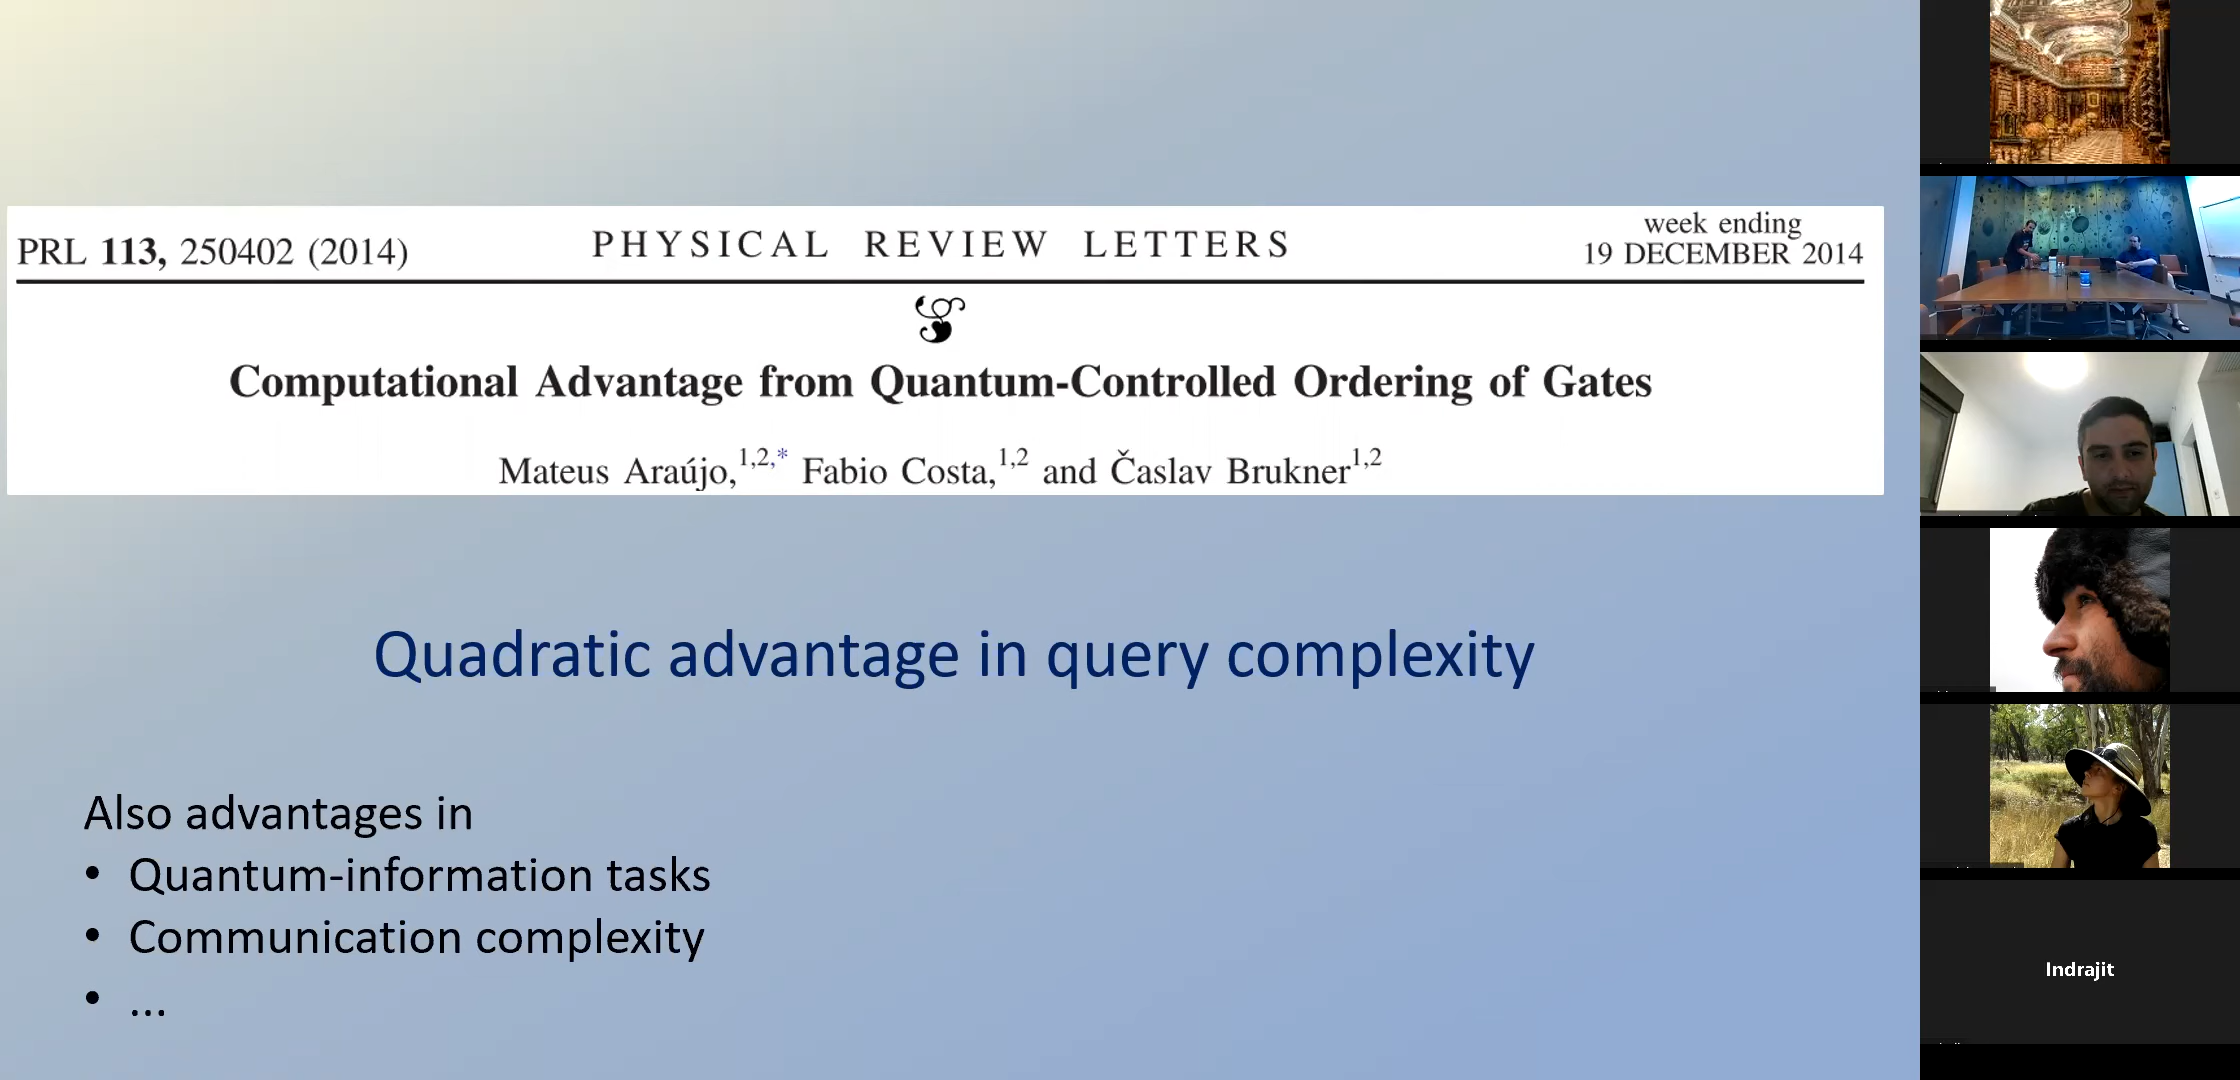 PRL 113, 250402 (2014)
PHYSICAL REVIEW LETTERS
week ending
19 DECEMBER 2014
Computational Advantage from Quantum-Controlled Ordering of Gates
Mateus Araújo,1,2,* Fabio Costa,1,2 and Časlav Brukner1,2
Quadratic advantage in query complexity
Also advantages in
• Quantum-information tasks
• Communication complexity
• ...
Indrajit